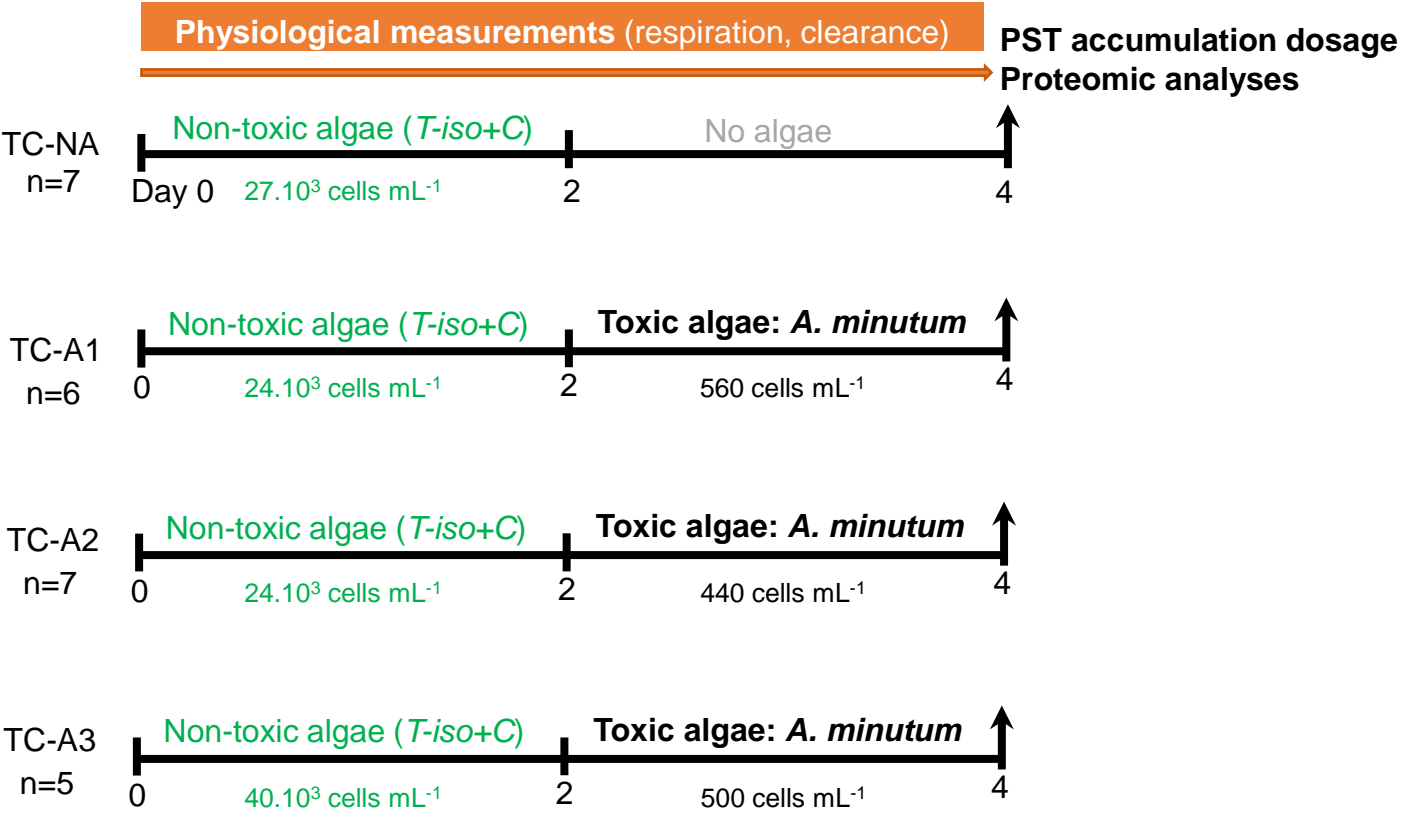 Physiological measurements (respiration, clearance)
PST accumulation dosage
Proteomic analyses
TC-NA
n=7
Non-toxic algae (T-iso+C)
No algae
Day 0
27.10³ cells mL⁻¹
2
4
TC-A1
n=6
Non-toxic algae (T-iso+C)
Toxic algae: A. minutum
0
24.10³ cells mL⁻¹
2
560 cells mL⁻¹
4
TC-A2
n=7
Non-toxic algae (T-iso+C)
Toxic algae: A. minutum
0
24.10³ cells mL⁻¹
2
440 cells mL⁻¹
4
TC-A3
n=5
Non-toxic algae (T-iso+C)
Toxic algae: A. minutum
0
40.10³ cells mL⁻¹
2
500 cells mL⁻¹
4